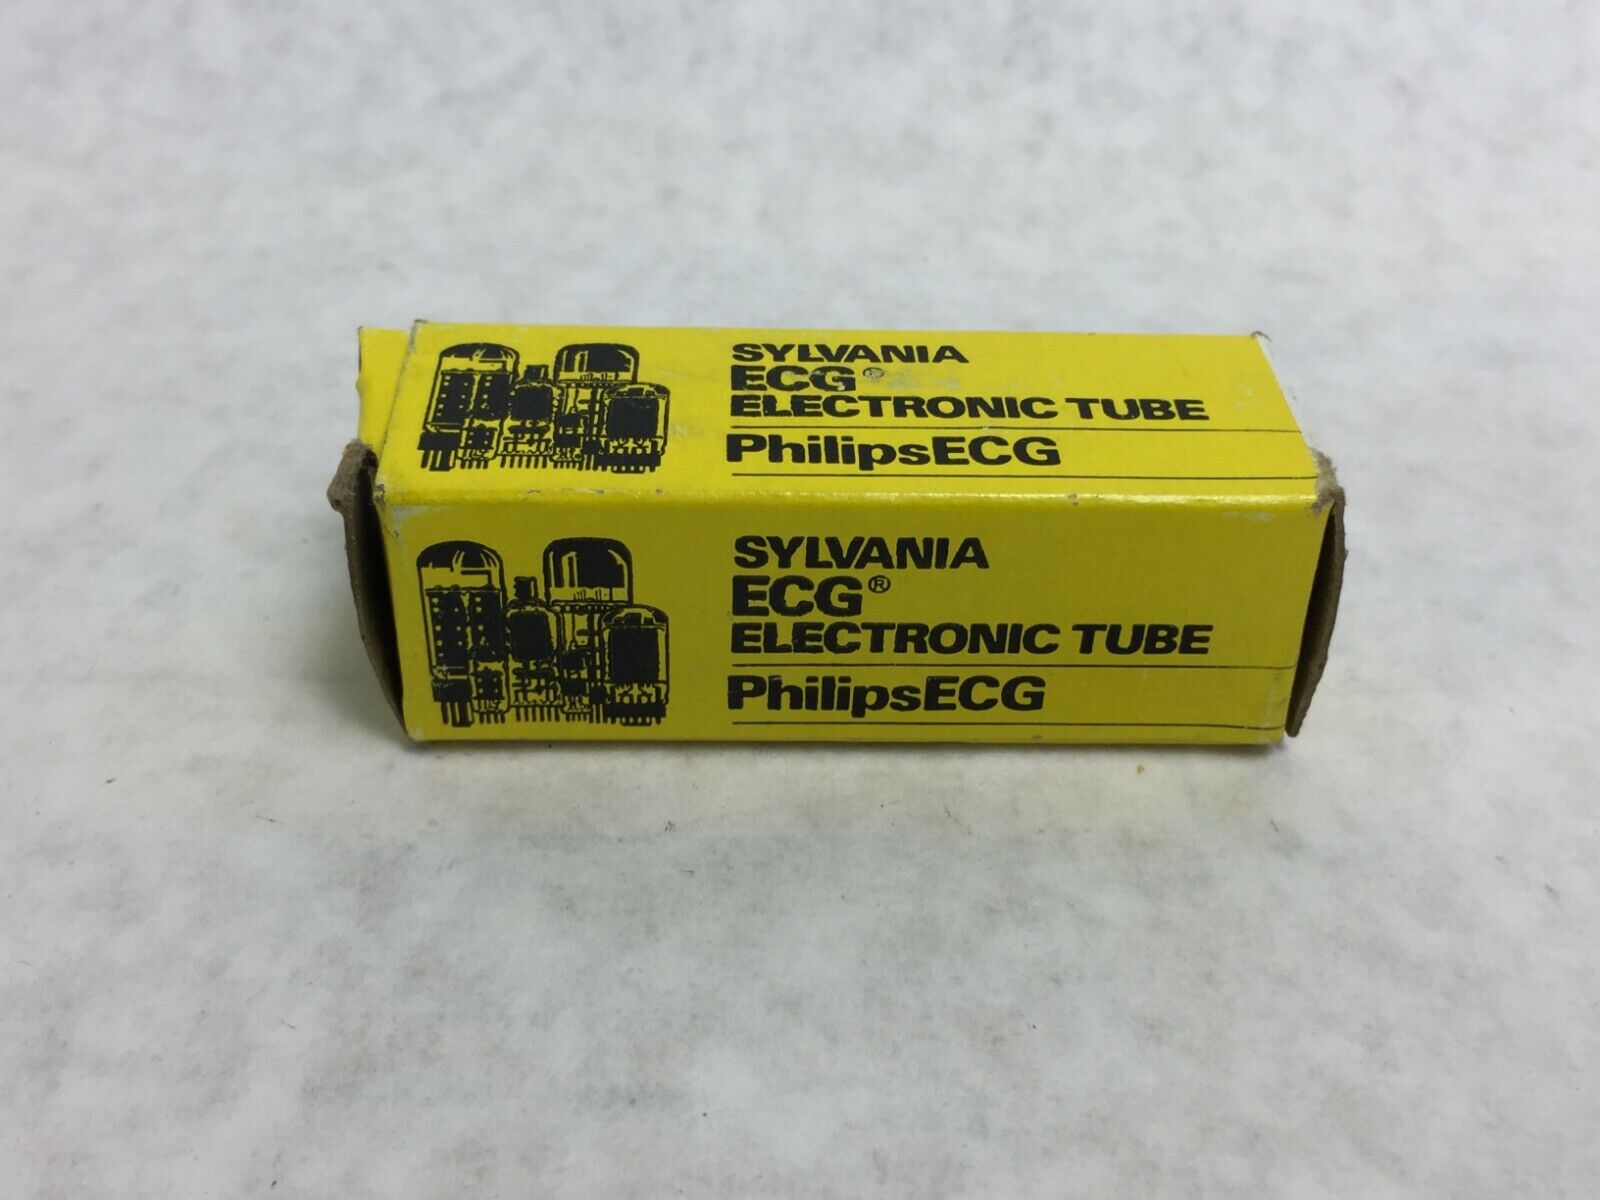 SYLVANIA
ECG®
ELECTRONIC TUBE
PhilipsECG
SYLVANIA
ECG®
ELECTRONIC TUBE
PhilipsECG